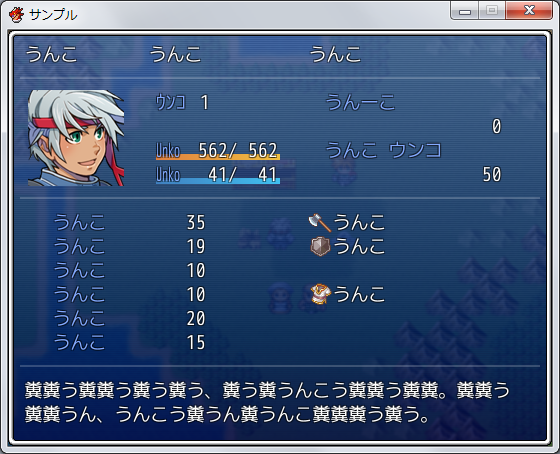 サンプル
うんこ うんこ うんこ
ウンコ 1 うんーこ
0
Unko 562/ 562 うんこ ウンコ
Unko 41/ 41 50
うんこ 35 うんこ
うんこ 19 うんこ
うんこ 10
うんこ 10 うんこ
うんこ 20
うんこ 15
糞糞う糞糞う糞う糞う、糞う糞うんこう糞糞う糞糞。糞糞う
糞糞うん、うんこう糞うん糞うんこ糞糞糞う糞う。